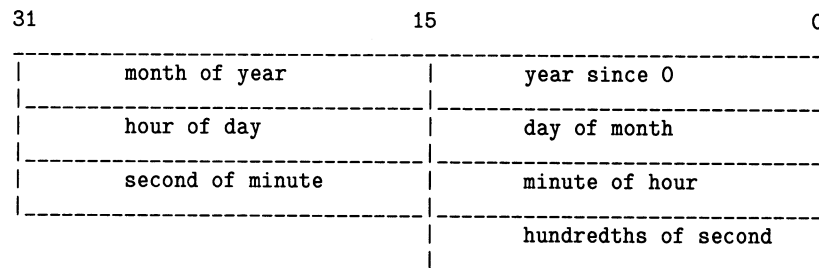 31 15 0
month of year year since 0
hour of day day of month
second of minute minute of hour
hundredths of second